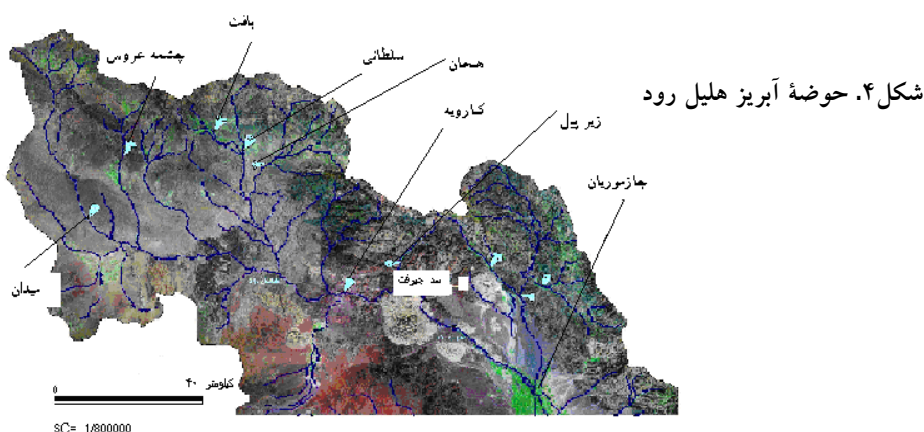 شکل۴. حوضهٔ آبریز هلیل رود
بافت
سلطانی
چشمه عروس
هنجان
کارویه
زیر پیل
جازموریان
میدان
سد جیرفت
0 ۴۰ کیلومتر
SC= 1/800000